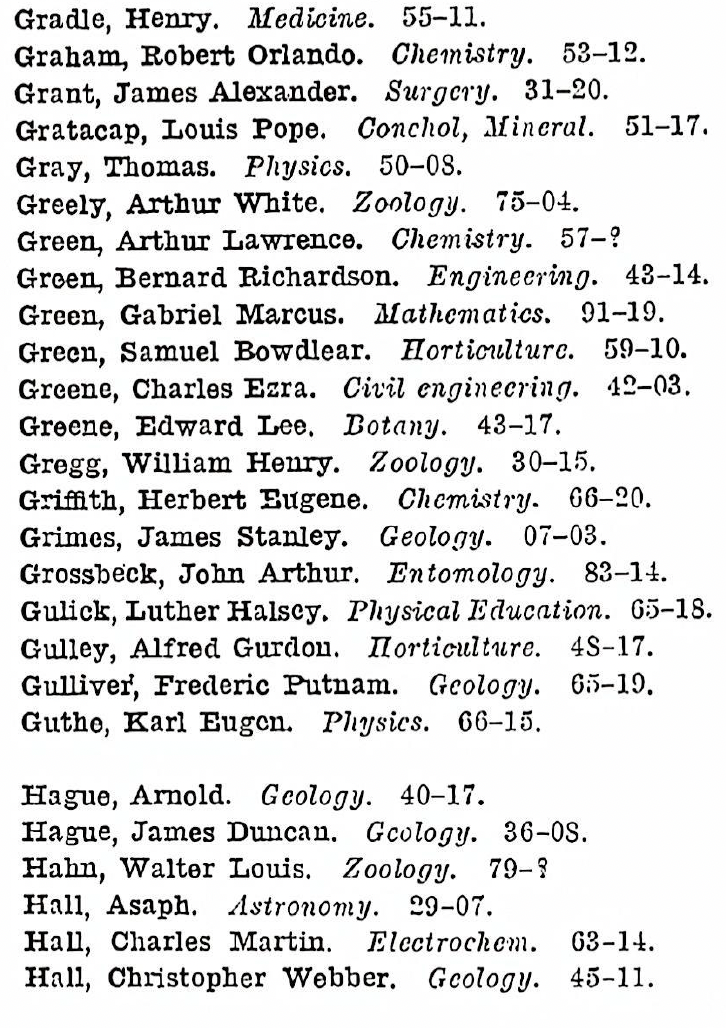 Gradle, Henry. Medicine. 55–11.
Graham, Robert Orlando. Chemistry. 53–12.
Grant, James Alexander. Surgery. 31–20.
Gratacap, Louis Pope. Conchol, Mineral. 51–17.
Gray, Thomas. Physics. 50–08.
Greely, Arthur White. Zoology. 75–04.
Green, Arthur Lawrence. Chemistry. 57–?
Green, Bernard Richardson. Engineering. 43–14.
Green, Gabriel Marcus. Mathematics. 91–19.
Green, Samuel Bowdlear. Horticulture. 59–10.
Greene, Charles Ezra. Civil engineering. 42–03.
Greene, Edward Lee. Botany. 43–17.
Gregg, William Henry. Zoology. 30–15.
Griffith, Herbert Eugene. Chemistry. 66–20.
Grimes, James Stanley. Geology. 07–03.
Grossbeck, John Arthur. Entomology. 83–14.
Gulick, Luther Halsey. Physical Education. 65–18.
Gulley, Alfred Gurdon. Horticulture. 48–17.
Gulliver, Frederic Putnam. Geology. 65–19.
Guthe, Karl Eugen. Physics. 66–15.
Hague, Arnold. Geology. 40–17.
Hague, James Duncan. Geology. 36–08.
Hahn, Walter Louis. Zoology. 79–?
Hall, Asaph. Astronomy. 29–07.
Hall, Charles Martin. Electrochem. 63–14.
Hall, Christopher Webber. Geology. 45–11.